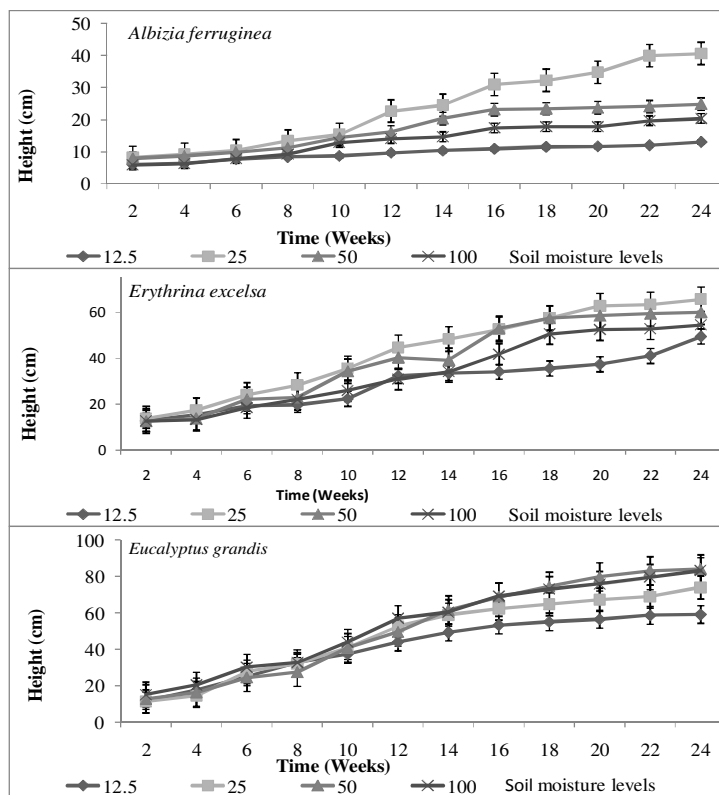 Albizia ferruginea
Height (cm)
50
40
30
20
10
0
2 4 6 8 10 12 14 16 18 20 22 24
Time (Weeks)
12.5 25 50 100 Soil moisture levels
Erythrina excelsa
Height (cm)
60
40
20
0
2 4 6 8 10 12 14 16 18 20 22 24
Time (Weeks)
12.5 25 50 100 Soil moisture levels
Eucalyptus grandis
Height (cm)
100
80
60
40
20
0
2 4 6 8 10 12 14 16 18 20 22 24
Time (Weeks)
12.5 25 50 100 Soil moisture levels